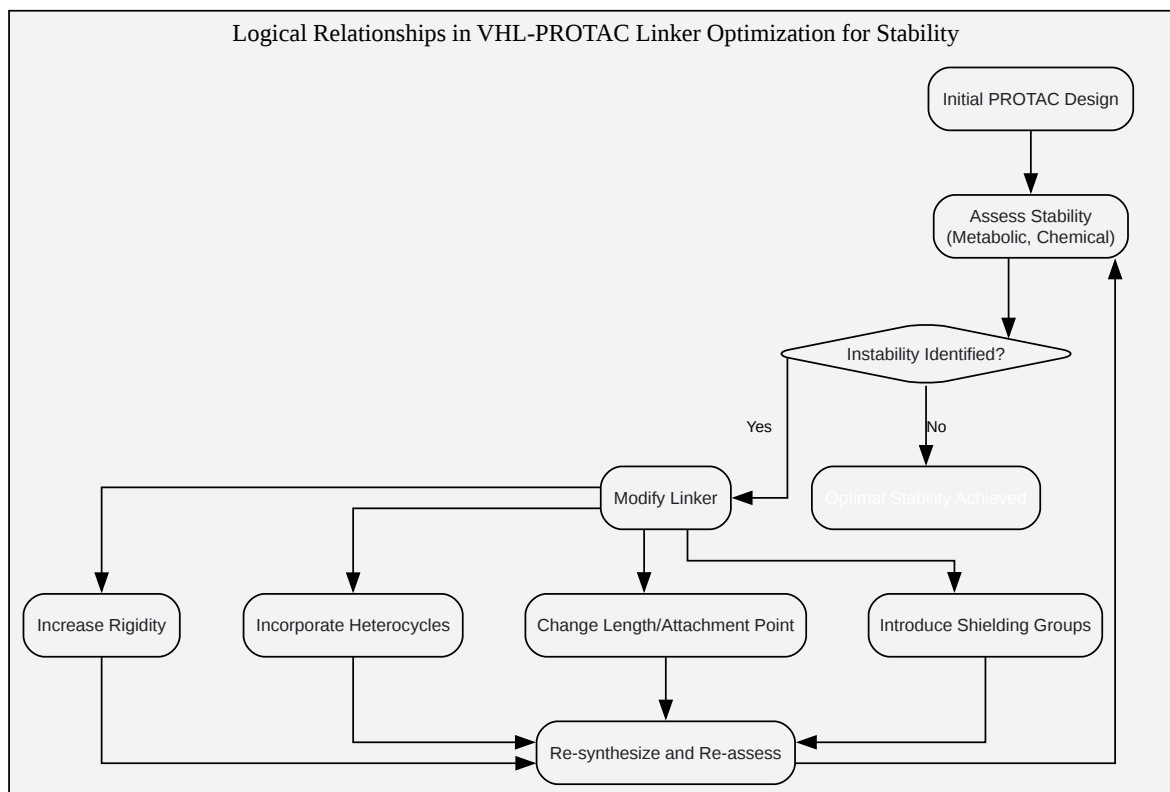 Logical Relationships in VHL-PROTAC Linker Optimization for Stability
Initial PROTAC Design
Assess Stability
(Metabolic, Chemical)
Instability Identified?
Yes
No
Modify Linker
Optimal Stability Achieved
Increase Rigidity
Incorporate Heterocycles
Change Length/Attachment Point
Introduce Shielding Groups
Re-synthesize and Re-assess